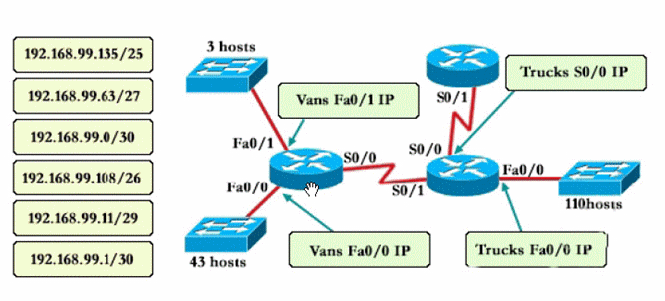 192.168.99.135/25
192.168.99.63/27
192.168.99.0/30
192.168.99.108/26
192.168.99.11/29
192.168.99.1/30
3 hosts
Vans Fa0/1 IP
Trucks S0/0 IP
S0/1
Fa0/1
S0/0
S0/0
Fa0/0
Fa0/0
S0/1
110hosts
43 hosts
Vans Fa0/0 IP
Trucks Fa0/0 IP